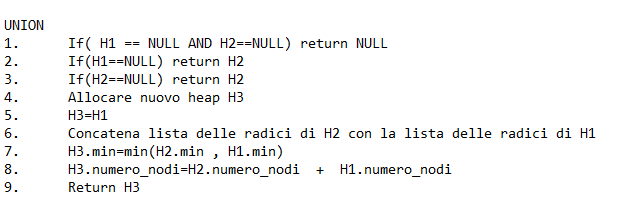 UNION
1. If( H1 == NULL AND H2==NULL) return NULL
2. If(H1==NULL) return H2
3. If(H2==NULL) return H2
4. Allocare nuovo heap H3
5. H3=H1
6. Concatena lista delle radici di H2 con la lista delle radici di H1
7. H3.min=min(H2.min , H1.min)
8. H3.numero_nodi=H2.numero_nodi + H1.numero_nodi
9. Return H3